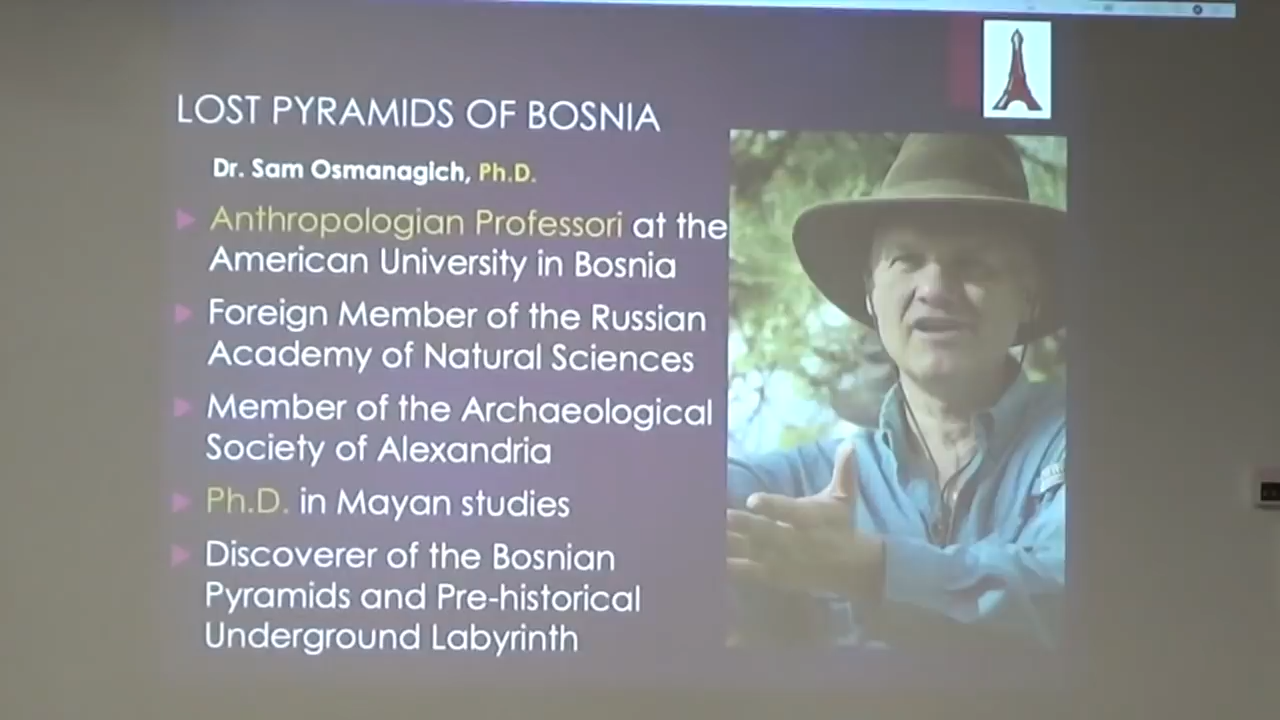 LOST PYRAMIDS OF BOSNIA
Dr. Sam Osmanagich, Ph.D.
Anthropologian Professori at the
American University in Bosnia
Foreign Member of the Russian
Academy of Natural Sciences
Member of the Archaeological
Society of Alexandria
Ph.D. in Mayan studies
Discoverer of the Bosnian
Pyramids and Pre-historical
Underground Labyrinth